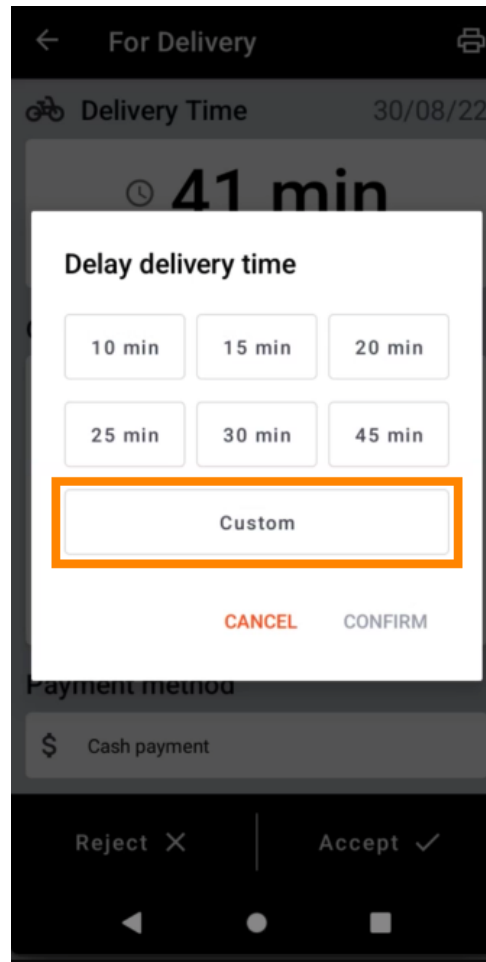 For Delivery
Delivery Time 30/08/22
41 min
Delay delivery time
10 min 15 min 20 min
25 min 30 min 45 min
Custom
CANCEL CONFIRM
Payment method
$ Cash payment
Reject Accept